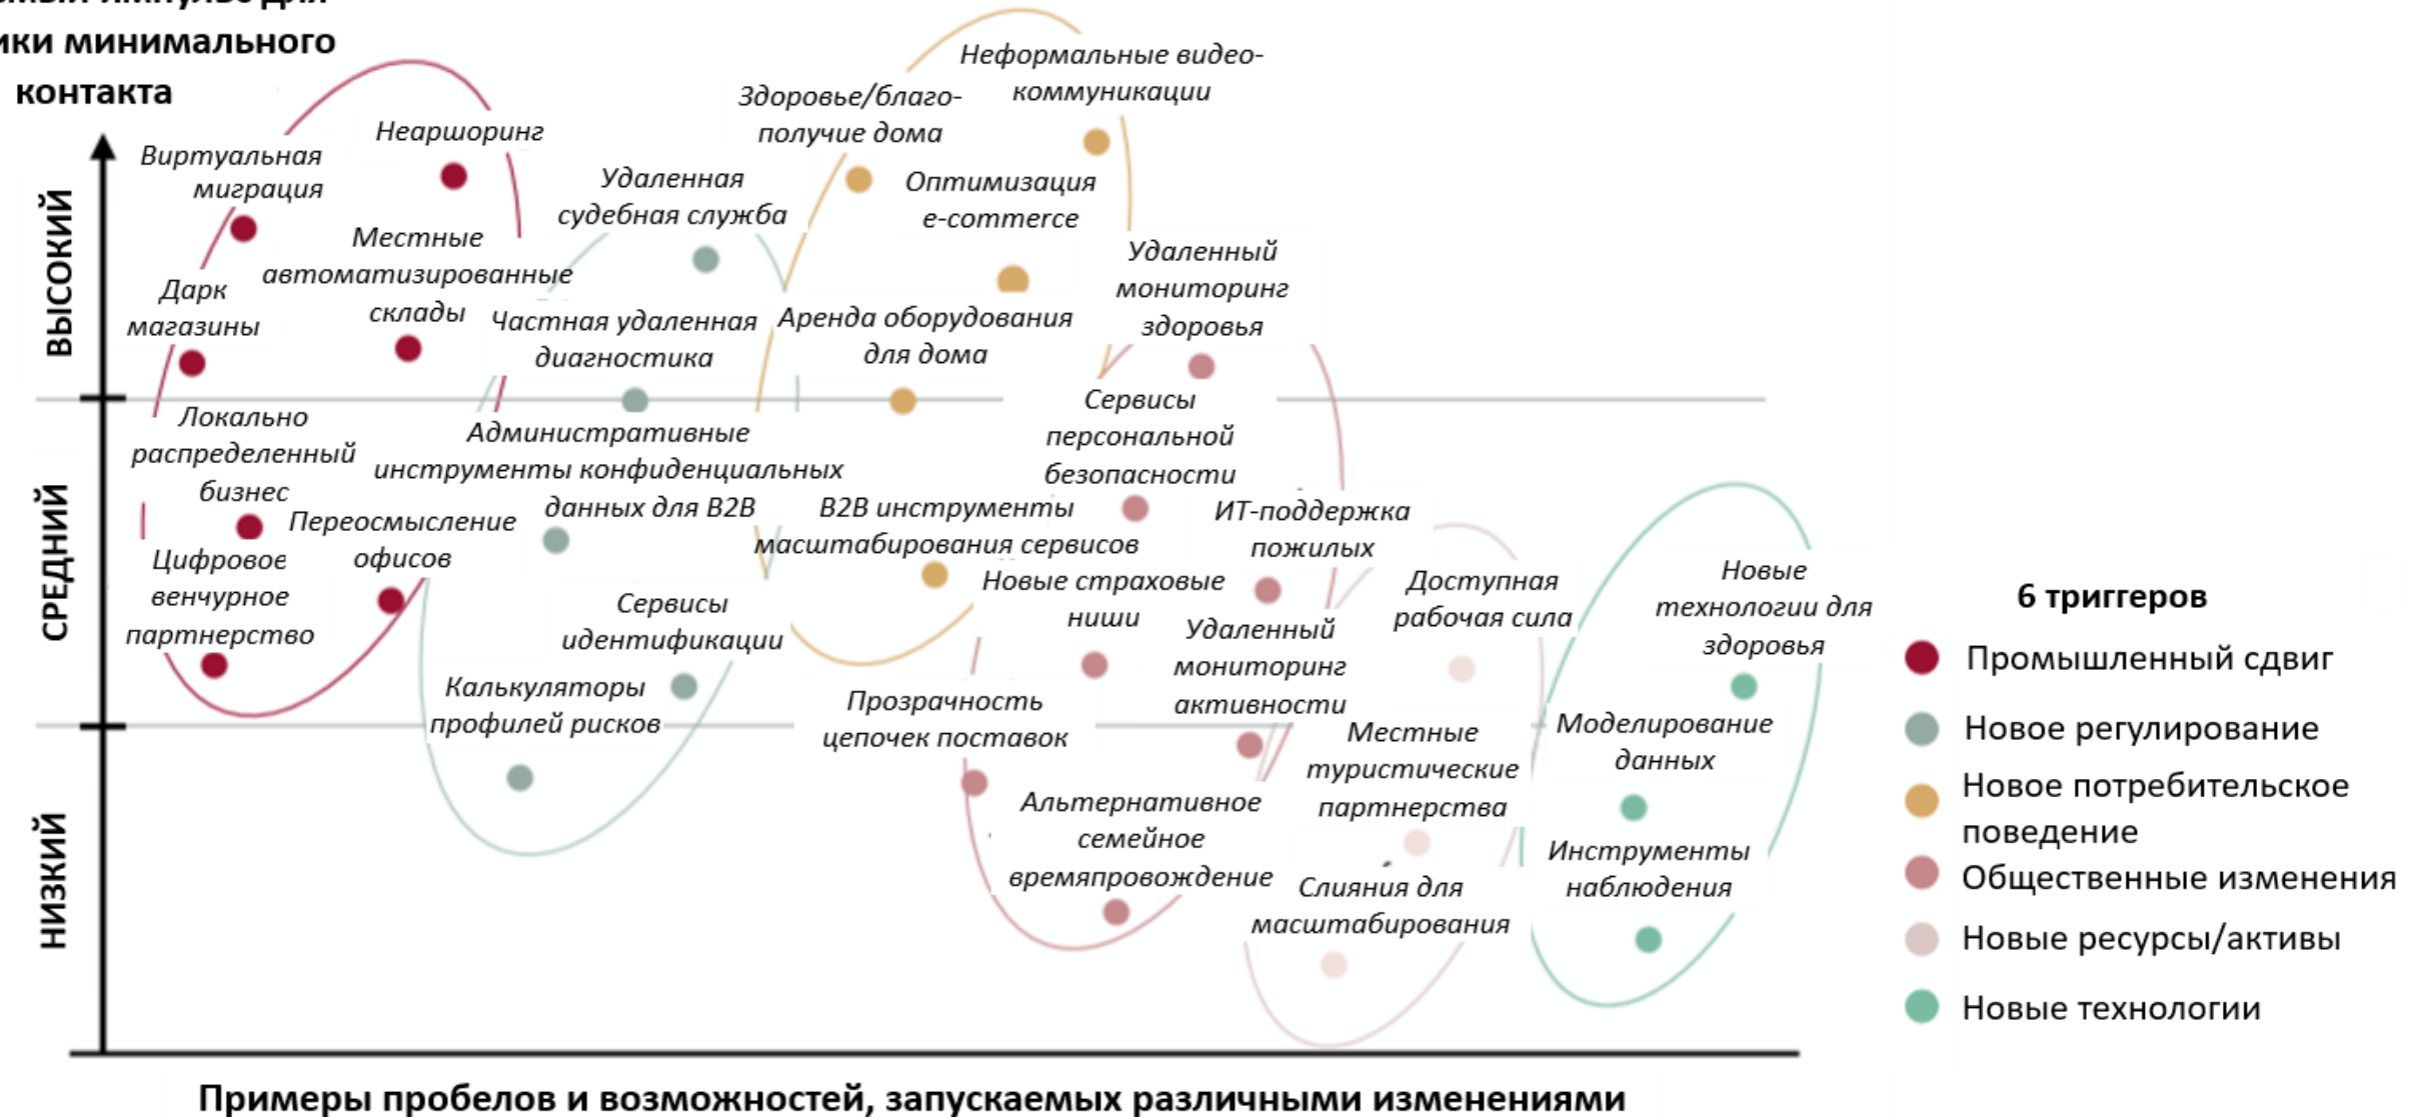 минимального
контакта
Неформальные видео-
коммуникации
Здоровье/благо-
получие дома
Неаршоринг
Виртуальная
миграция
Удаленная
судебная служба
Оптимизация
e-commerce
Местные
автоматизированные
склады
Удаленный
мониторинг
здоровья
Дарк
магазины
Частная удаленная
диагностика
Аренда оборудования
для дома
ВЫСОКИЙ
Сервисы
персональной
безопасности
Локально
распределенный
бизнес
Административные
инструменты конфиденциальных
данных для B2B
B2B инструменты
масштабирования сервисов
ИТ-поддержка
пожилых
Переосмысление
офисов
Цифровое
венчурное
партнерство
Новые страховые
ниши
Доступная
рабочая сила
Новые
технологии для
здоровья
Сервисы
идентификации
Удаленный
мониторинг
активности
СРЕДНИЙ
Калькуляторы
профилей рисков
Прозрачность
цепочек поставок
Местные
туристические
партнерства
Моделирование
данных
Альтернативное
семейное
времяпровождение
Инструменты
наблюдения
Слияния для
масштабирования
НИЗКИЙ
6 триггеров
Промышленный сдвиг
Новое регулирование
Новое потребительское
поведение
Общественные изменения
Новые ресурсы/активы
Новые технологии
Примеры пробелов и возможностей, запускаемых различными изменениями